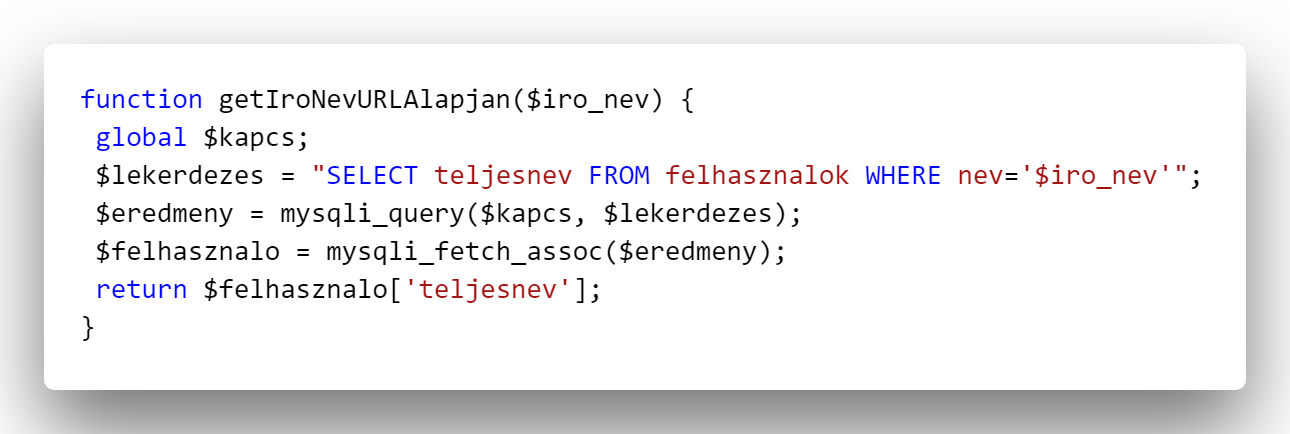 function getIroNevURLAlapjan($iro_nev) {
 global $kapcs;
 $lekerdezes = "SELECT teljesnev FROM felhasznalok WHERE nev='$iro_nev'";
 $eredmeny = mysqli_query($kapcs, $lekerdezes);
 $felhasznalo = mysqli_fetch_assoc($eredmeny);
 return $felhasznalo['teljesnev'];
}